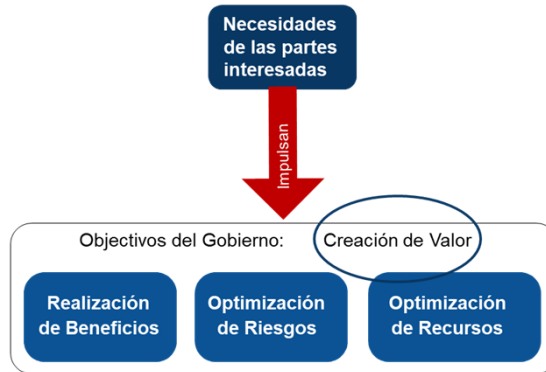 Necesidades
de las partes
interesadas
Impulsan
Objectivos del Gobierno: Creación de Valor
Realización
de Beneficios
Optimización
de Riesgos
Optimización
de Recursos